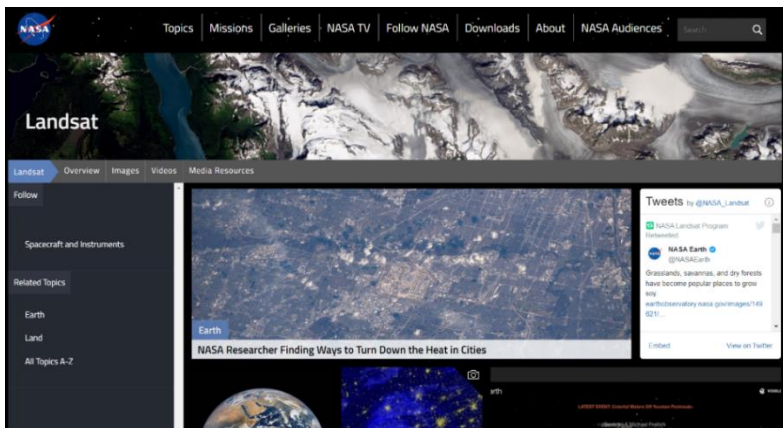 NASA
Topics Missions Galleries NASA TV Follow NASA Downloads About NASA Audiences Search
Landsat
Landsat Overview Images Videos Media Resources
Follow
Spacecraft and Instruments
Related Topics
Earth
Land
All Topics A-Z
Earth
NASA Researcher Finding Ways to Turn Down the Heat in Cities
Tweets by @NASA_Landsat
NASA Landsat Program
Retweeted
NASA Earth
@NASAEarth
Grasslands, savannas, and dry forests
have become popular places to grow
soy.
earthobservatory.nasa.gov/images/149
621/...
Embed View on Twitter